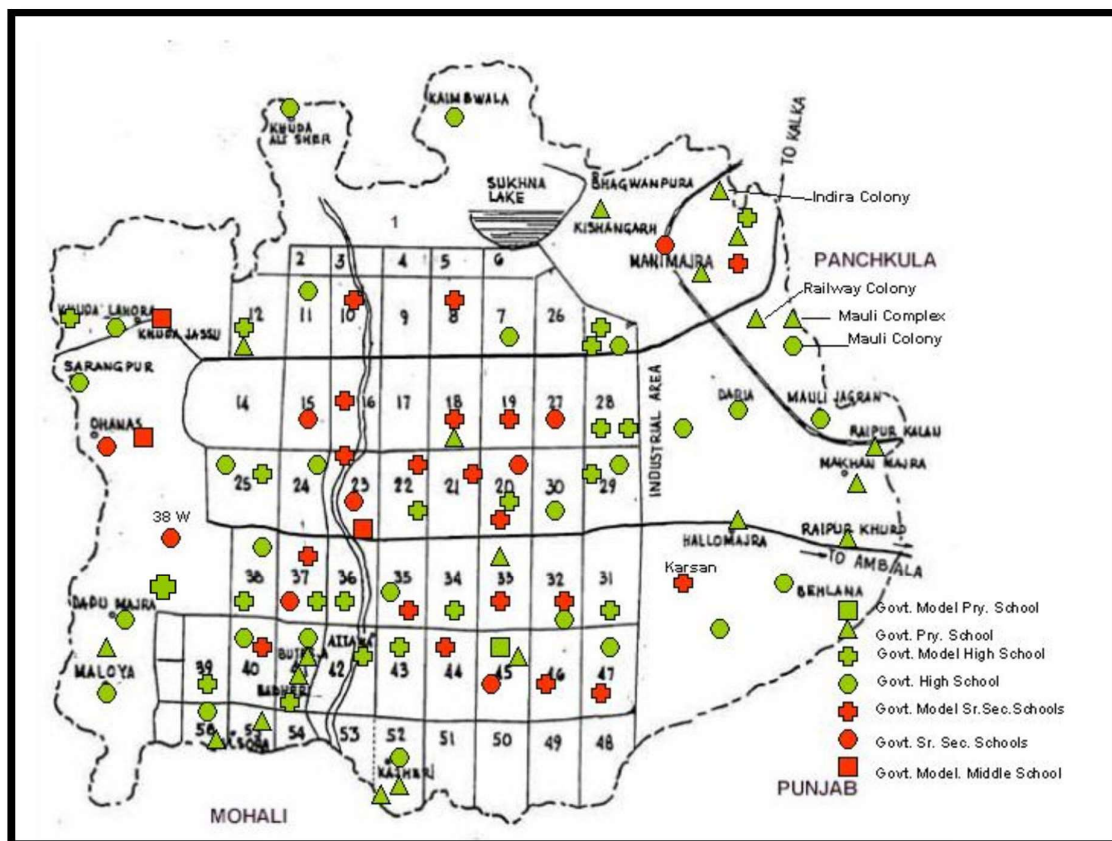 KAIMBWALA
KHUDA
ALI SHER
TO KALKA
SUKHNA
LAKE
BHAGWANPURA
Indira Colony
KISHANGARH
1
MANIMAJRA
PANCHKULA
2 3 4 5 6
Railway Colony
KHUDA LAHORA
KHUDA JASSU
12 11 10 9 8 7 26
Mauli Complex
Mauli Colony
SARANGPUR
INDUSTRIAL AREA
14 15 16 17 18 19 27 28
DARIA
MAULI JAGRAN
DHANAS
RAIPUR KALAN
MAKHAN MAJRA
25 24 23 22 21 20 30 29
38 W
HALLOMAJRA
RAIPUR KHURD
TO AMBALA
Karsan
BEHLANA
38 37 36 35 34 33 32 31
DADU MAJRA
Govt. Model Pry. School
Govt. Pry. School
MALOYA
BUTERLA
ATTAWA
39 40 41 42 43 44 45 46 47
Govt. Model High School
BADHERI
Govt. High School
Govt. Model Sr.Sec.Schools
54 53 52 51 50 49 48
Govt. Sr. Sec. Schools
Govt. Model. Middle School
PUNJAB
MOHALI